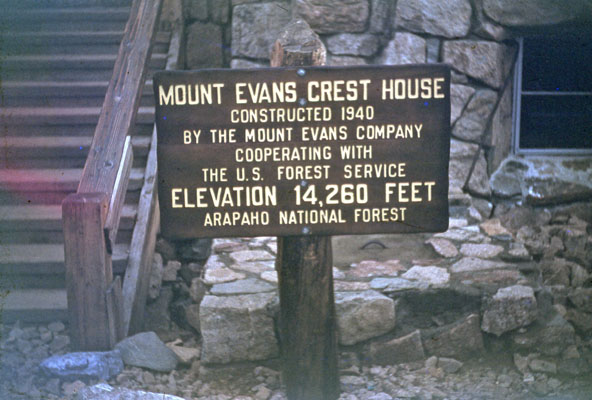 MOUNT EVANS CREST HOUSE
CONSTRUCTED 1940
BY THE MOUNT EVANS COMPANY
COOPERATING WITH
THE U.S. FOREST SERVICE
ELEVATION 14,260 FEET
ARAPAHO NATIONAL FOREST